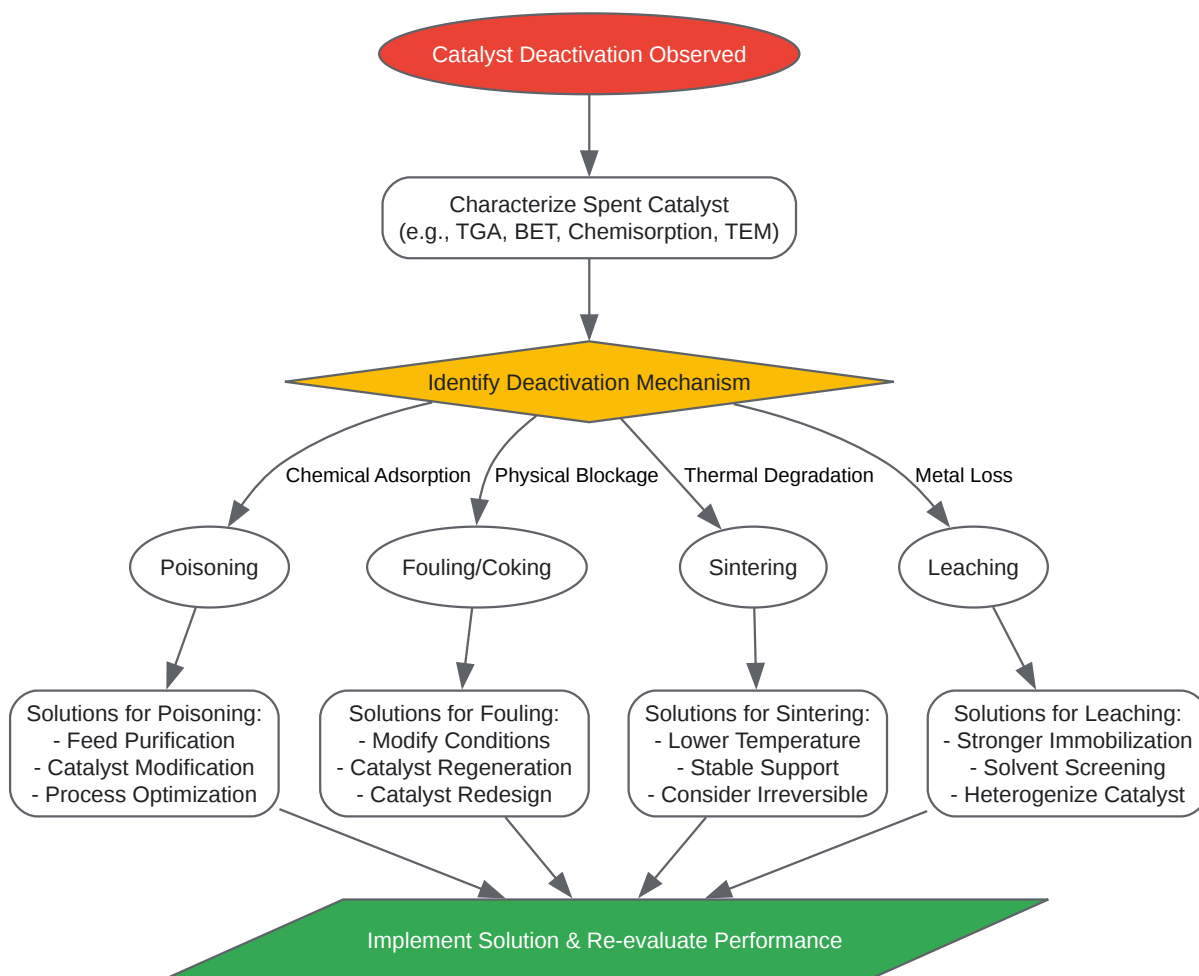 Catalyst Deactivation Observed
Characterize Spent Catalyst
(e.g., TGA, BET, Chemisorption, TEM)
Identify Deactivation Mechanism
Chemical Adsorption
Physical Blockage
Thermal Degradation
Metal Loss
Poisoning
Fouling/Coking
Sintering
Leaching
Solutions for Poisoning:
- Feed Purification
- Catalyst Modification
- Process Optimization
Solutions for Fouling:
- Modify Conditions
- Catalyst Regeneration
- Catalyst Redesign
Solutions for Sintering:
- Lower Temperature
- Stable Support
- Consider Irreversible
Solutions for Leaching:
- Stronger Immobilization
- Solvent Screening
- Heterogenize Catalyst
Implement Solution & Re-evaluate Performance